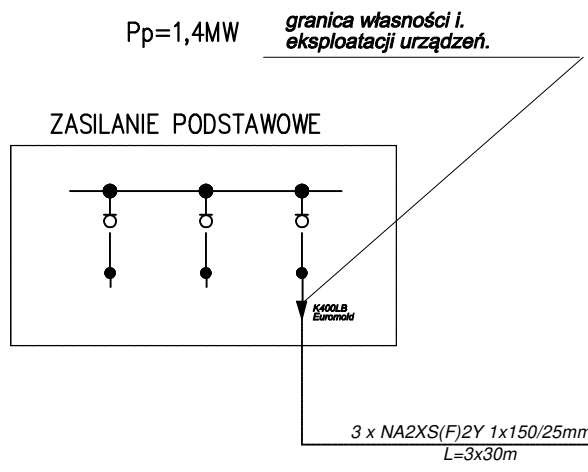 Pp=1,4MW
granica własności i.
eksploatacji urządzeń.
ZASILANIE PODSTAWOWE
K400LB
Euromold
3 x NA2XS(F)2Y 1x150/25mm
L=3x30m